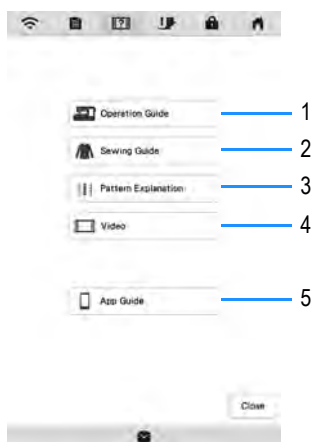 Operation Guide 1
Sewing Guide 2
Pattern Explanation 3
Video 4
App Guide 5
Close